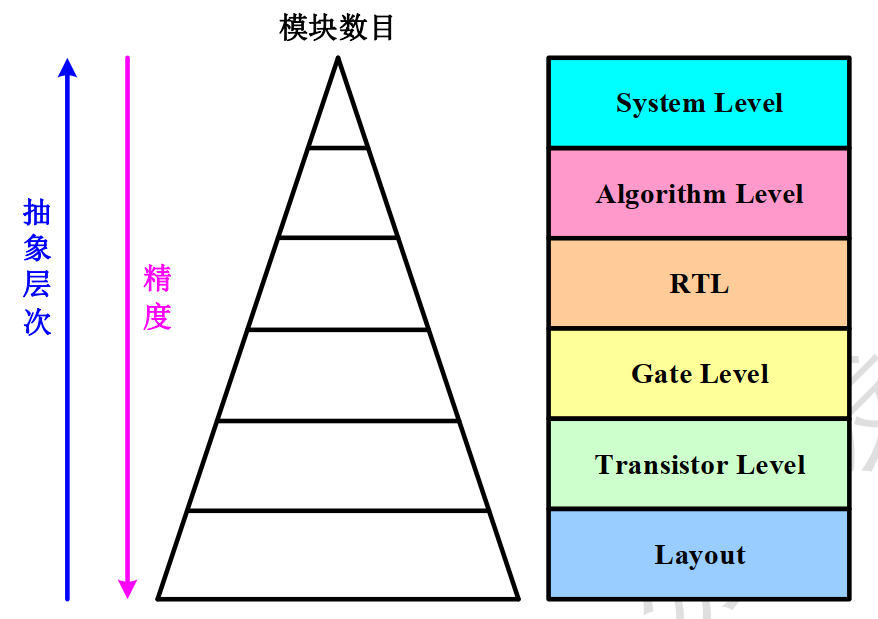 模块数目
抽象层次
精度
System Level
Algorithm Level
RTL
Gate Level
Transistor Level
Layout